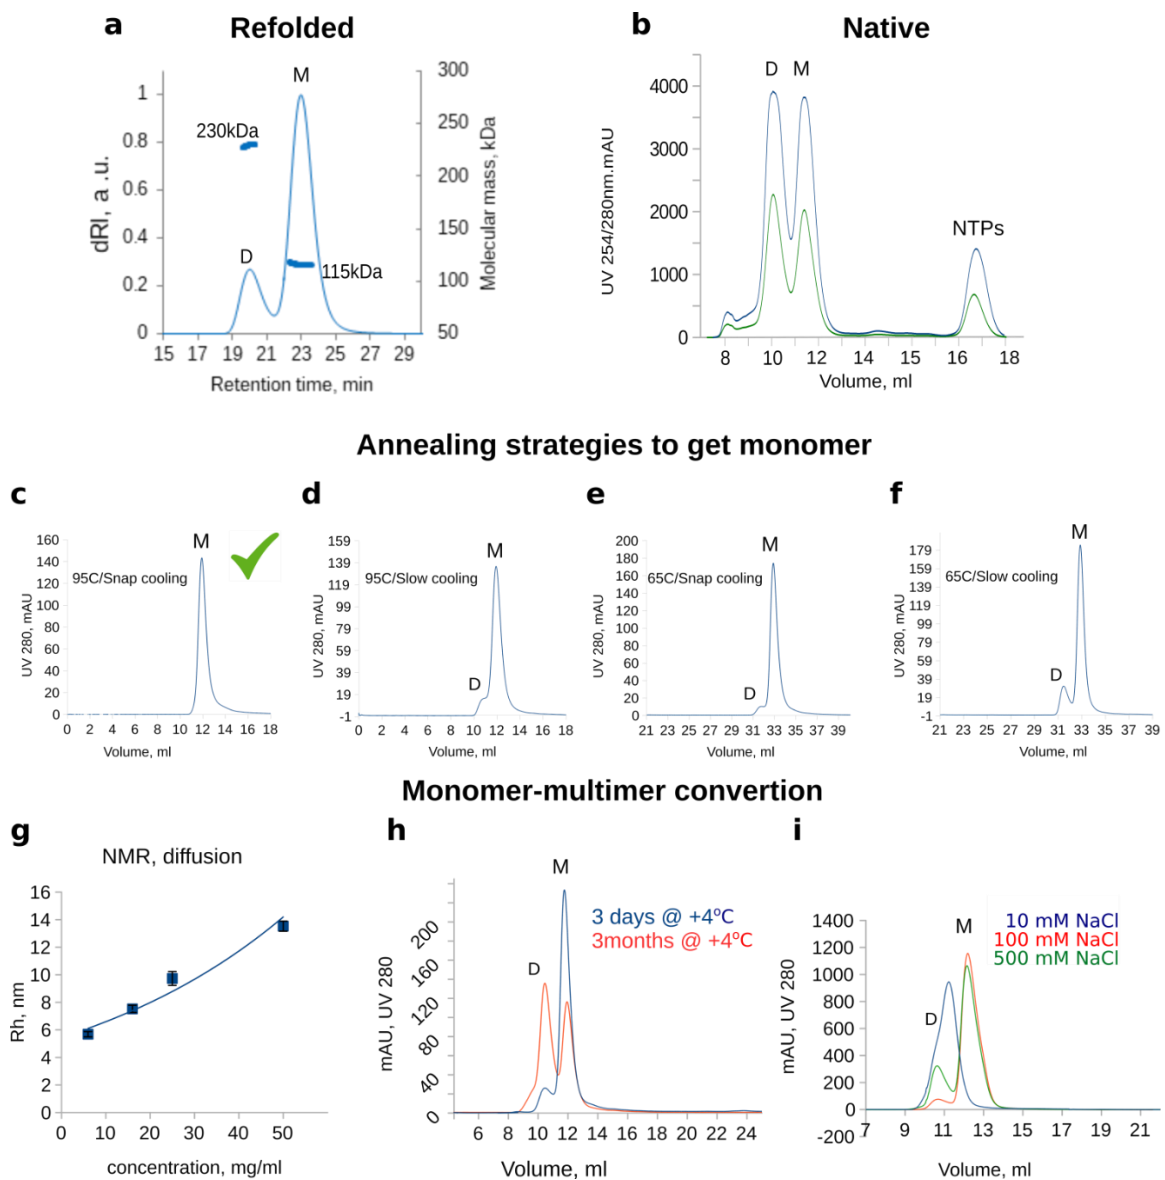 a Refolded
b Native
M
D
230kDa
115kDa
1
0.8
0.6
0.4
0.2
0
300
250
200
150
100
50
dRI, a .u.
Molecular mass, kDa
15 17 19 21 23 25 27 29
Retention time, min
D M
NTPs
4000
3000
2000
1000
0
UV 254/280nm.mAU
8 10 12 14 15 16 18
Volume, ml
Annealing strategies to get monomer
c
160
140
120
100
80
60
40
20
0
UV 280, mAU
95C/Snap cooling
M
0 2 4 6 8 10 12 14 16 18
Volume, ml
d
159
139
119
99
79
59
39
19
-1
UV 280, mAU
95C/Slow cooling
M
D
0 2 4 6 8 10 12 14 16 18
Volume, ml
e
200
180
160
140
120
100
80
60
40
20
0
UV 280, mAU
65C/Snap cooling
M
D
21 23 25 27 29 31 33 35 37 39
Volume, ml
f
179
159
139
119
99
79
59
39
19
-1
UV 280, mAU
65C/Slow cooling
M
D
21 23 25 27 29 31 33 35 37 39
Volume, ml
Monomer-multimer convertion
g
NMR, diffusion
16
14
12
10
8
6
4
2
0
Rh, nm
0 10 20 30 40 50
concentration, mg/ml
h
M
D
3 days @ +4°C
3months @ +4°C
200
160
120
80
40
0
mAU, UV 280
6 8 10 12 14 16 18 20 22 24
Volume, ml
i
M
D
10 mM NaCl
100 mM NaCl
500 mM NaCl
1400
1200
1000
800
600
400
200
0
-200
mAU, UV 280
7 9 11 13 15 17 19 21
Volume, ml